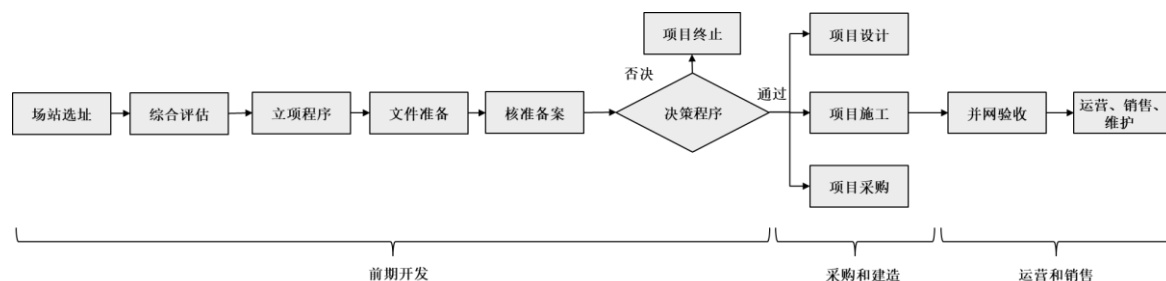 项目终止
项目设计
否决
通过
场站选址
综合评估
立项程序
文件准备
核准备案
决策程序
项目施工
并网验收
运营、销售、
维护
项目采购
前期开发
采购和建造
运营和销售